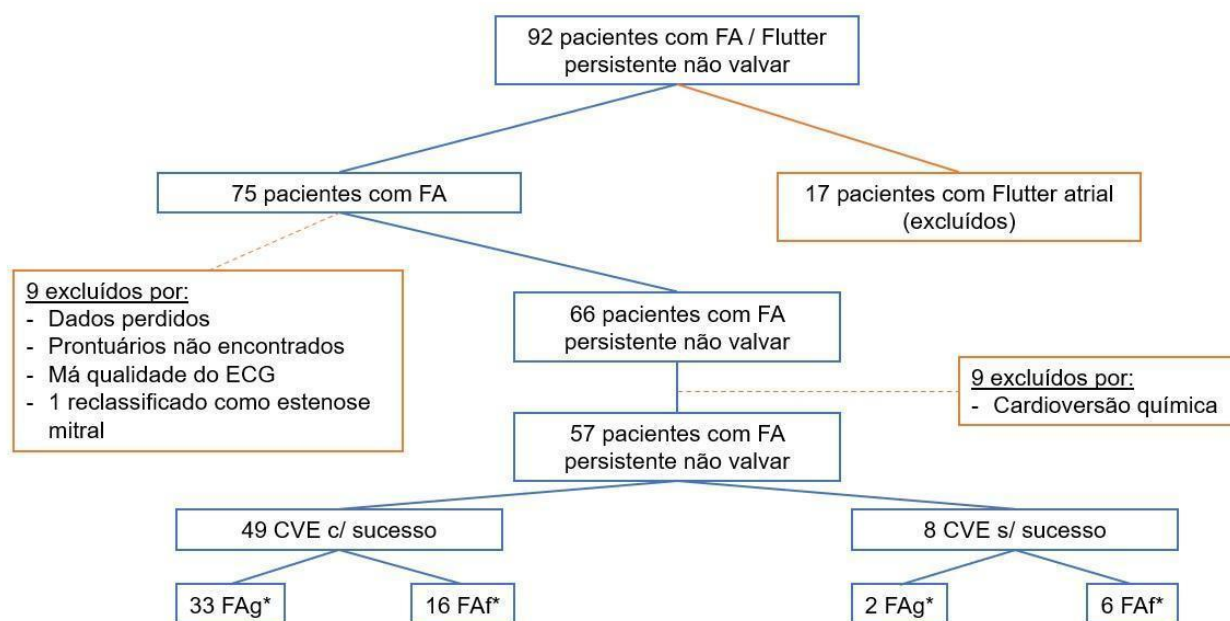 92 pacientes com FA / Flutter
persistente não valvar
75 pacientes com FA
17 pacientes com Flutter atrial
(excluídos)
9 excluídos por:
- Dados perdidos
- Prontuários não encontrados
- Má qualidade do ECG
- 1 reclassificado como estenose
mitral
66 pacientes com FA
persistente não valvar
9 excluídos por:
- Cardioversão química
57 pacientes com FA
persistente não valvar
49 CVE c/ sucesso
8 CVE s/ sucesso
33 FAg*
16 FAf*
2 FAg*
6 FAf*